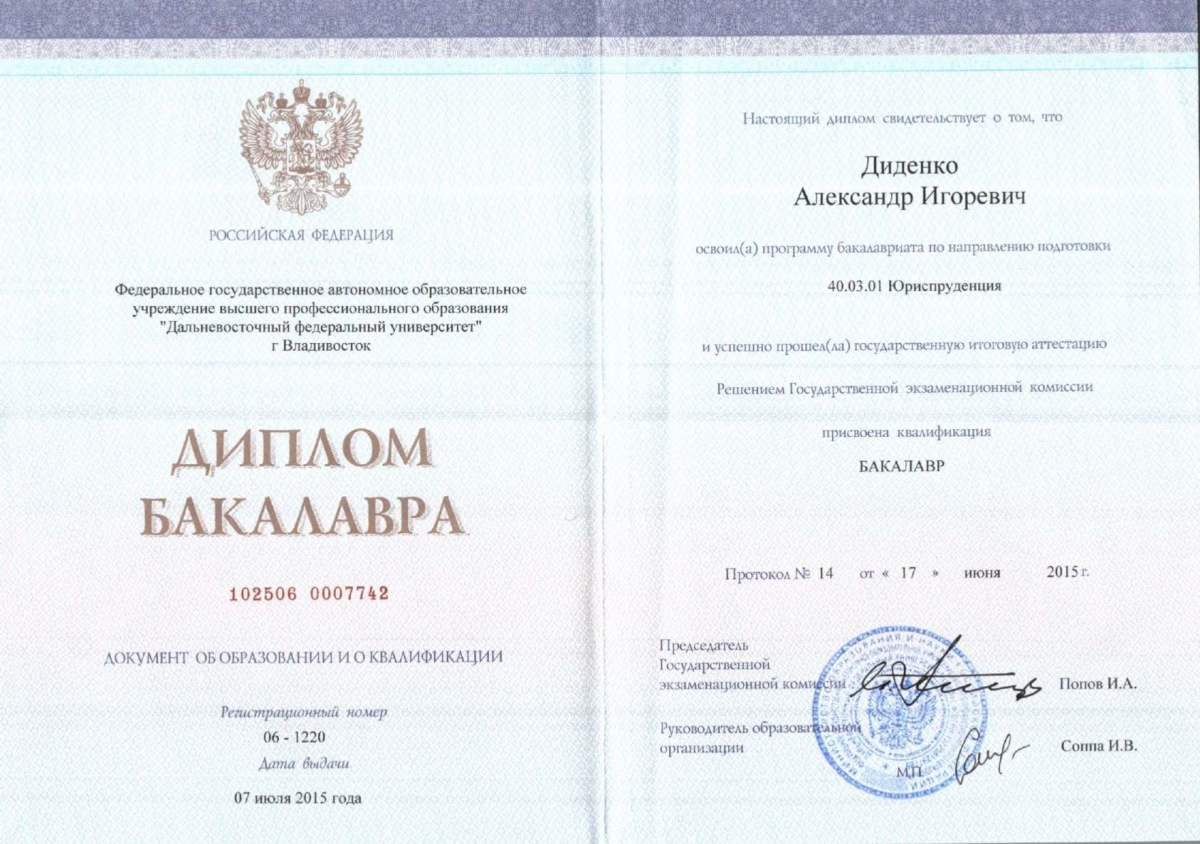 РОССИЙСКАЯ ФЕДЕРАЦИЯ
Федеральное государственное автономное образовательное
учреждение высшего профессионального образования
"Дальневосточный федеральный университет"
г Владивосток
ДИПЛОМ
БАКАЛАВРА
102506 0007742
ДОКУМЕНТ ОБ ОБРАЗОВАНИИ И О КВАЛИФИКАЦИИ
Регистрационный номер
06 - 1220
Дата выдачи
07 июля 2015 года
Настоящий диплом свидетельствует о том, что
Диденко
Александр Игоревич
освоил(а) программу бакалавриата по направлению подготовки
40.03.01 Юриспруденция
и успешно прошел(ла) государственную итоговую аттестацию
Решением Государственной экзаменационной комиссии
присвоена квалификация
БАКАЛАВР
Протокол № 14 от « 17 » июня 2015 г.
Председатель
Государственной
экзаменационной комиссии Попов И.А.
Руководитель образовательной
организации Соппа И.В.
М.П.